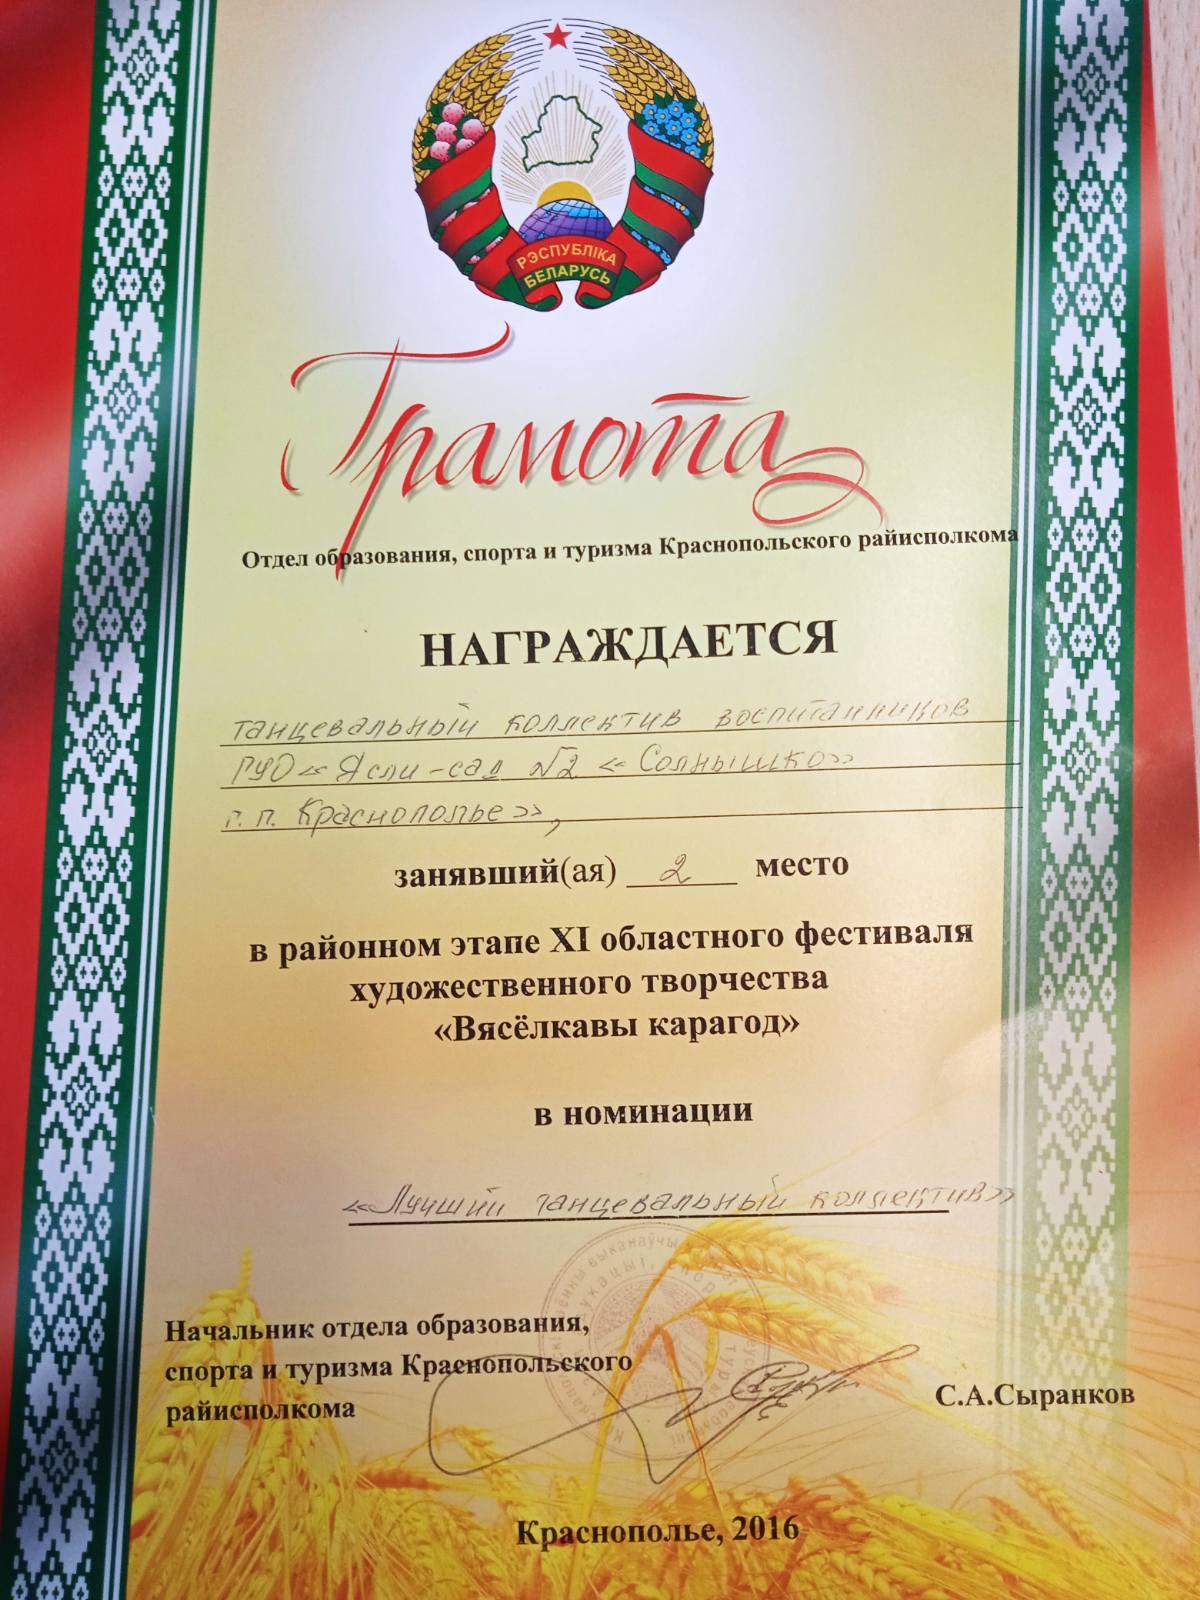 РЭСПУБЛІКА
БЕЛАРУСЬ
Грамота
Отдел образования, спорта и туризма Краснопольского райисполкома
НАГРАЖДАЕТСЯ
танцевальный коллектив воспитанников
ГУО «Ясли-сад №2 «Солнышко»
г.п. Краснополье»,
занявший(ая) 2 место
в районном этапе XI областного фестиваля
художественного творчества
«Вясёлкавы карагод»
в номинации
«Лучший танцевальный коллектив»
Начальник отдела образования,
спорта и туризма Краснопольского
райисполкома
С.А.Сыранков
Краснополье, 2016